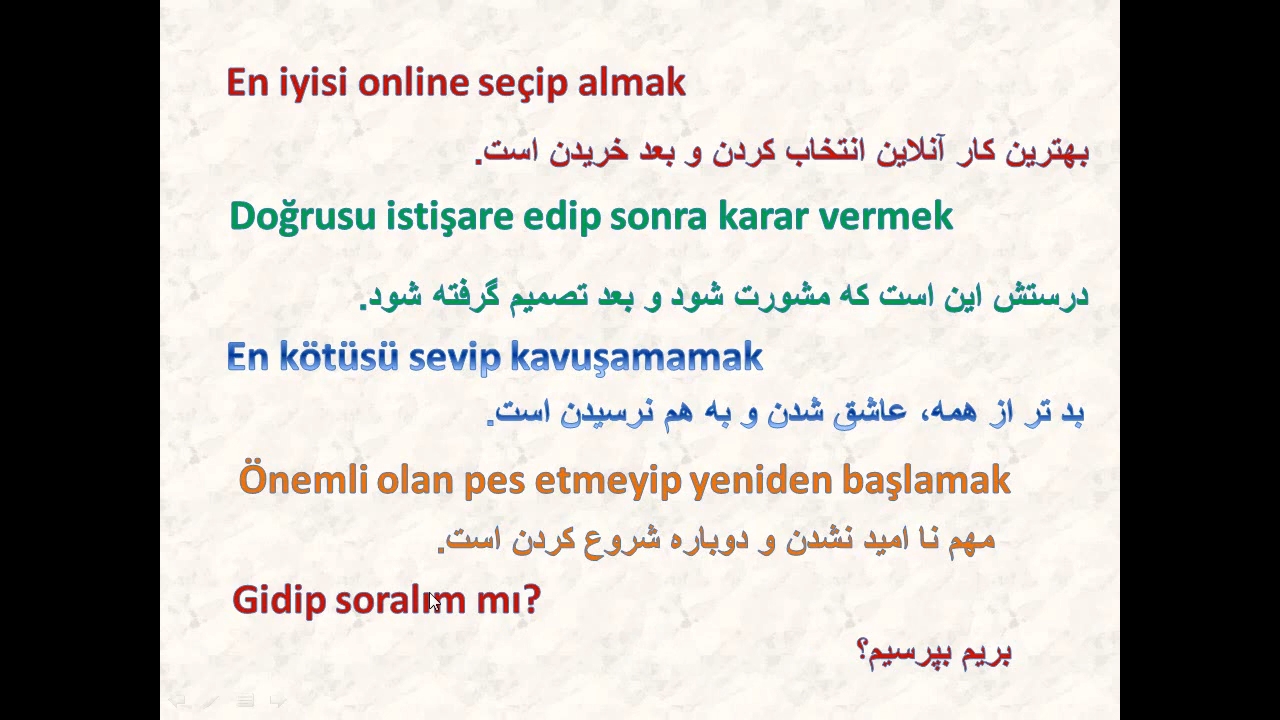 En iyisi online seçip almak
بهترین کار آنلاین انتخاب کردن و بعد خریدن است.
Doğrusu istişare edip sonra karar vermek
درستش این است که مشورت شود و بعد تصمیم گرفته شود.
En kötüsü sevip kavuşamamak
بد تر از همه، عاشق شدن و به هم نرسیدن است.
Önemli olan pes etmeyip yeniden başlamak
مهم نا امید نشدن و دوباره شروع کردن است.
Gidip soralım mı?
بریم بپرسیم؟